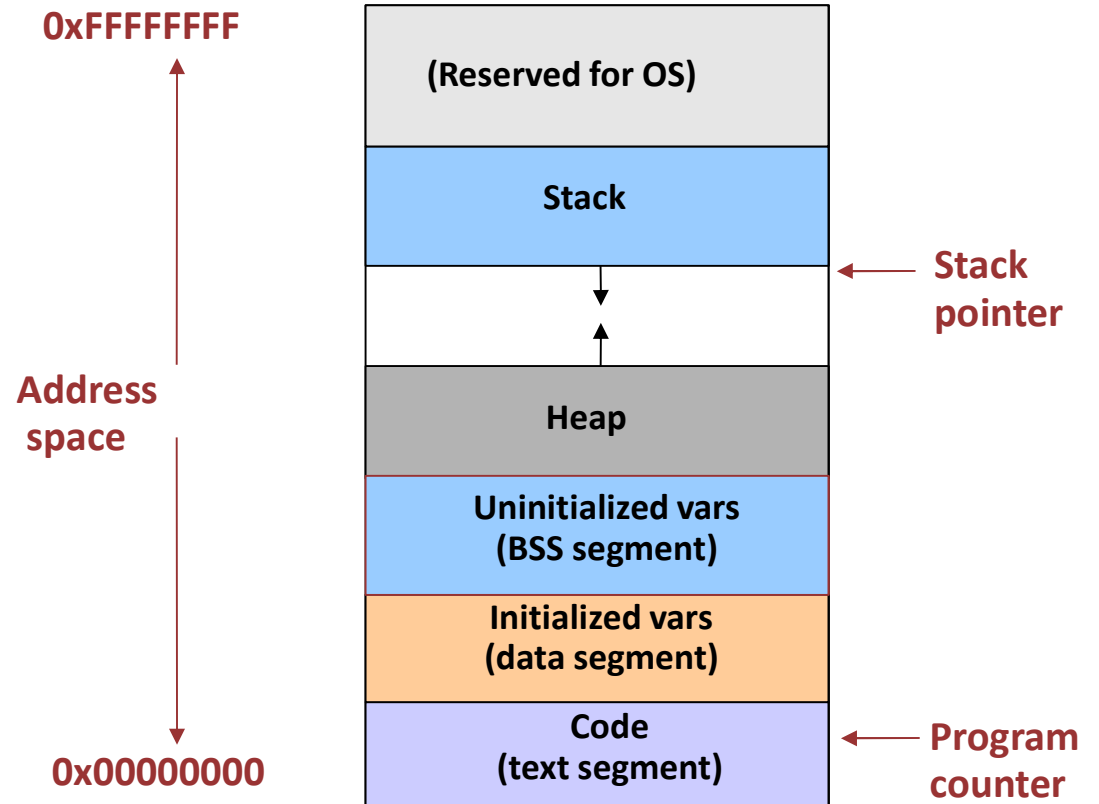 0xFFFFFFFF
(Reserved for OS)
Stack
Stack
pointer
Address
space
Heap
Uninitialized vars
(BSS segment)
Initialized vars
(data segment)
Code
(text segment)
Program
counter
0x00000000